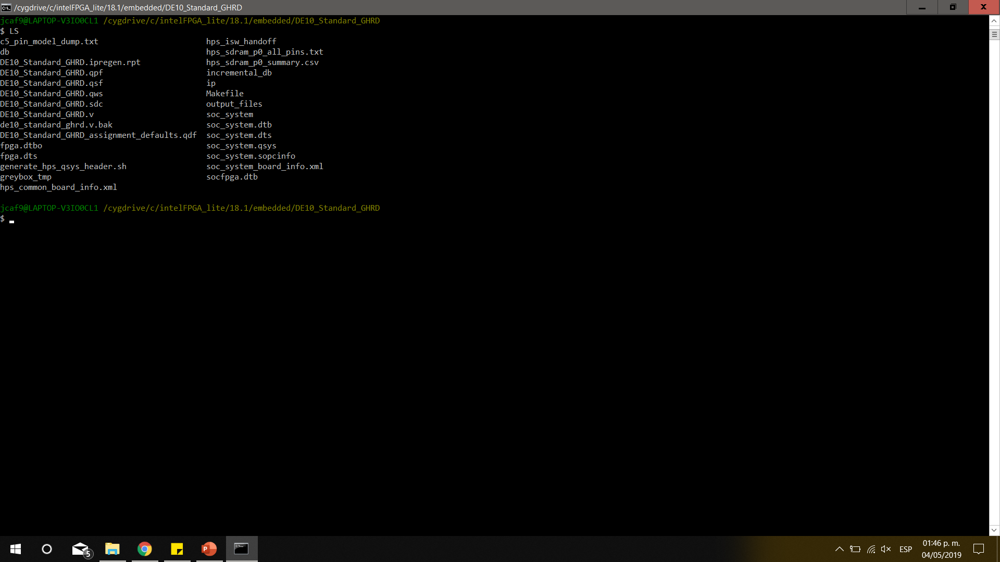 /cygdrive/c/intelFPGA_lite/18.1/embedded/DE10_Standard_GHRD
jcaf9@LAPTOP-V3IO0CL1 /cygdrive/c/intelFPGA_lite/18.1/embedded/DE10_Standard_GHRD
$ LS
c5_pin_model_dump.txt hps_isw_handoff
db hps_sdram_p0_all_pins.txt
DE10_Standard_GHRD.ipregen.rpt hps_sdram_p0_summary.csv
DE10_Standard_GHRD.qpf incremental_db
DE10_Standard_GHRD.qsf ip
DE10_Standard_GHRD.qws Makefile
DE10_Standard_GHRD.sdc output_files
DE10_Standard_GHRD.v soc_system
de10_standard_ghrd.v.bak soc_system.dtb
DE10_Standard_GHRD_assignment_defaults.qdf soc_system.dts
fpga.dtbo soc_system.qsys
fpga.dts soc_system.sopcinfo
generate_hps_qsys_header.sh soc_system_board_info.xml
greybox_tmp socfpga.dtb
hps_common_board_info.xml
jcaf9@LAPTOP-V3IO0CL1 /cygdrive/c/intelFPGA_lite/18.1/embedded/DE10_Standard_GHRD
$
5
ESP
01:46 p. m.
04/05/2019